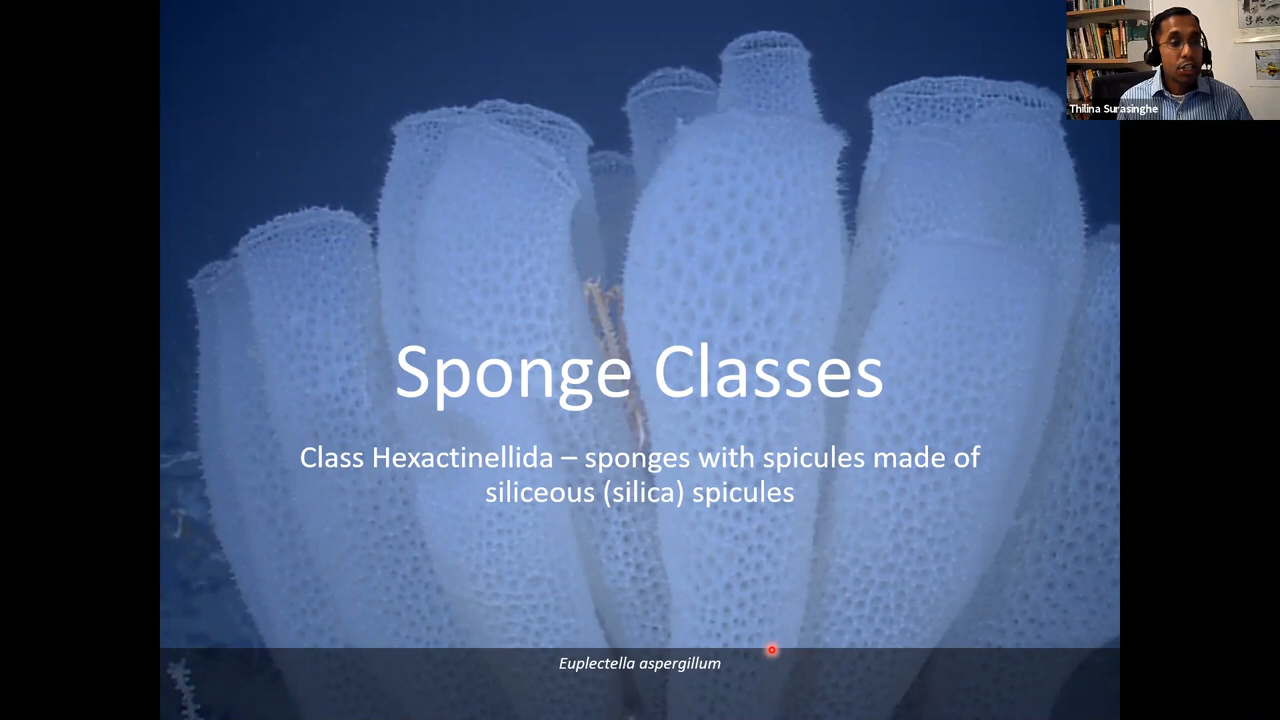 Thilina Surasinghe
Sponge Classes
Class Hexactinellida – sponges with spicules made of
siliceous (silica) spicules
Euplectella aspergillum